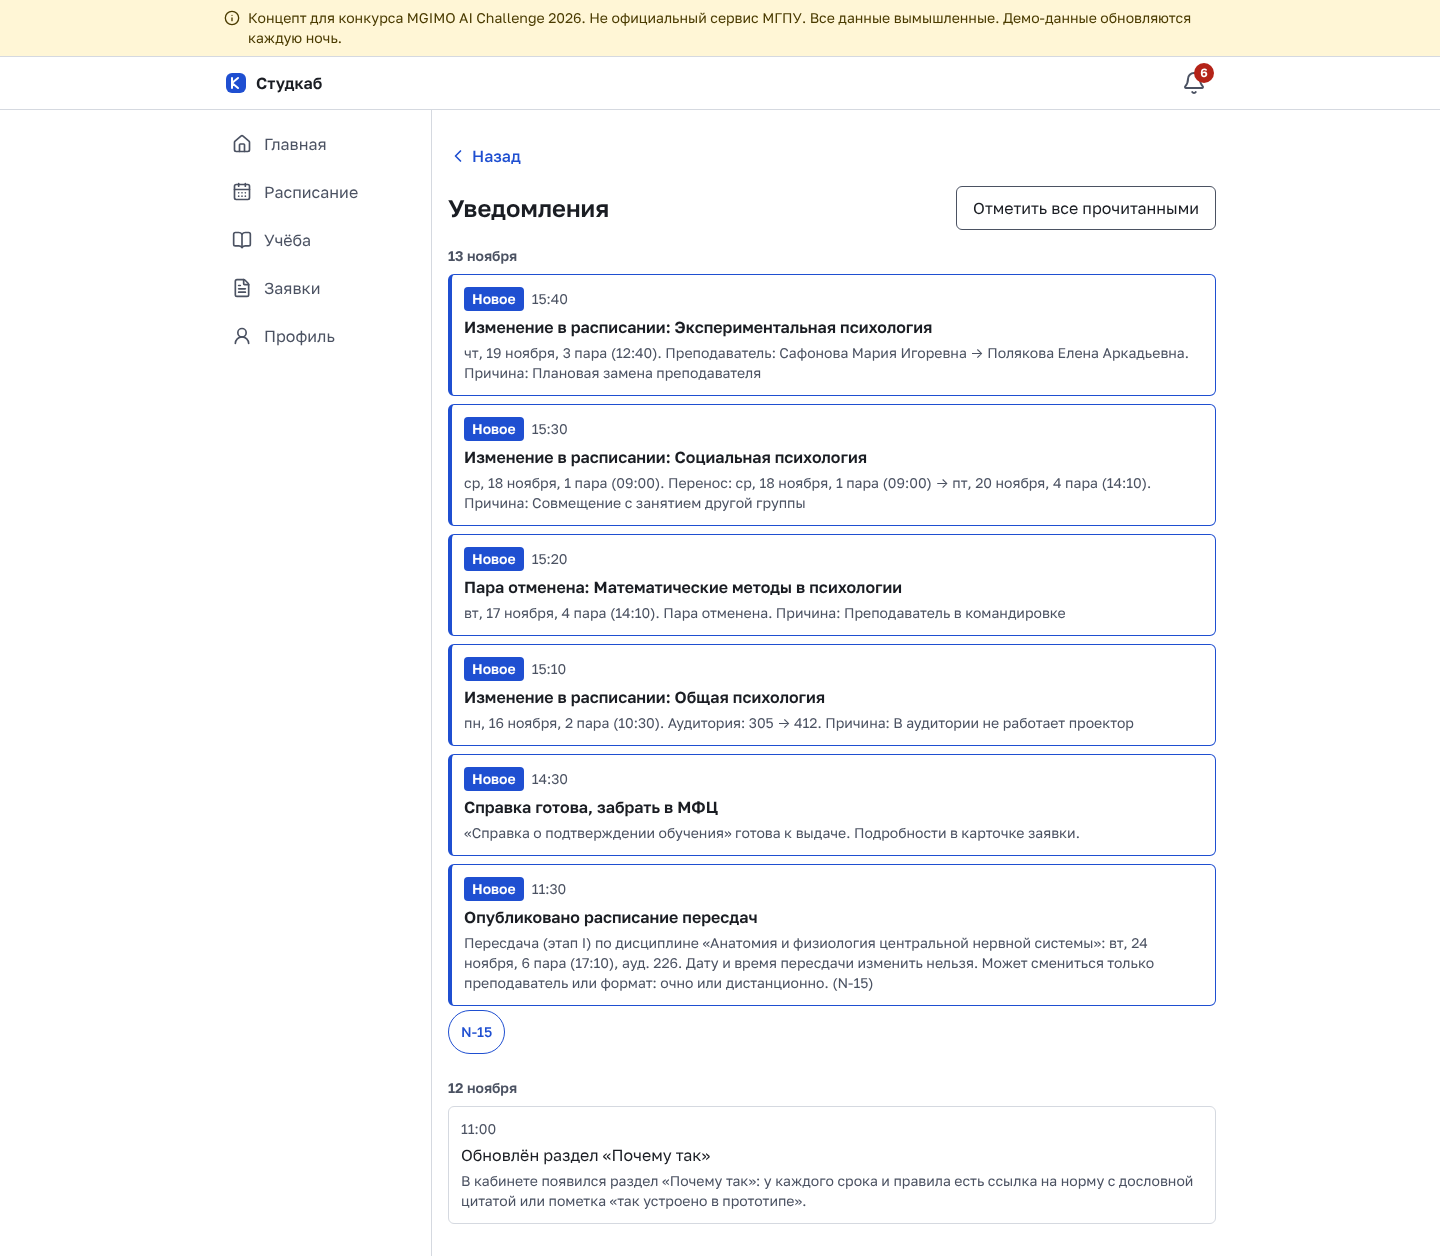 Концепт для конкурса MGIMO AI Challenge 2026. Не официальный сервис МГПУ. Все данные вымышленные. Демо-данные обновляются
каждую ночь.
Студкаб
6
Главная
Расписание
Учёба
Заявки
Профиль
Назад
Уведомления
Отметить все прочитанными
13 ноября
Новое 15:40
Изменение в расписании: Экспериментальная психология
чт, 19 ноября, 3 пара (12:40). Преподаватель: Сафонова Мария Игоревна → Полякова Елена Аркадьевна.
Причина: Плановая замена преподавателя
Новое 15:30
Изменение в расписании: Социальная психология
ср, 18 ноября, 1 пара (09:00). Перенос: ср, 18 ноября, 1 пара (09:00) → пт, 20 ноября, 4 пара (14:10).
Причина: Совмещение с занятием другой группы
Новое 15:20
Пара отменена: Математические методы в психологии
вт, 17 ноября, 4 пара (14:10). Пара отменена. Причина: Преподаватель в командировке
Новое 15:10
Изменение в расписании: Общая психология
пн, 16 ноября, 2 пара (10:30). Аудитория: 305 → 412. Причина: В аудитории не работает проектор
Новое 14:30
Справка готова, забрать в МФЦ
«Справка о подтверждении обучения» готова к выдаче. Подробности в карточке заявки.
Новое 11:30
Опубликовано расписание пересдач
Пересдача (этап I) по дисциплине «Анатомия и физиология центральной нервной системы»: вт, 24
ноября, 6 пара (17:10), ауд. 226. Дату и время пересдачи изменить нельзя. Может смениться только
преподаватель или формат: очно или дистанционно. (N-15)
N-15
12 ноября
11:00
Обновлён раздел «Почему так»
В кабинете появился раздел «Почему так»: у каждого срока и правила есть ссылка на норму с дословной
цитатой или пометка «так устроено в прототипе».